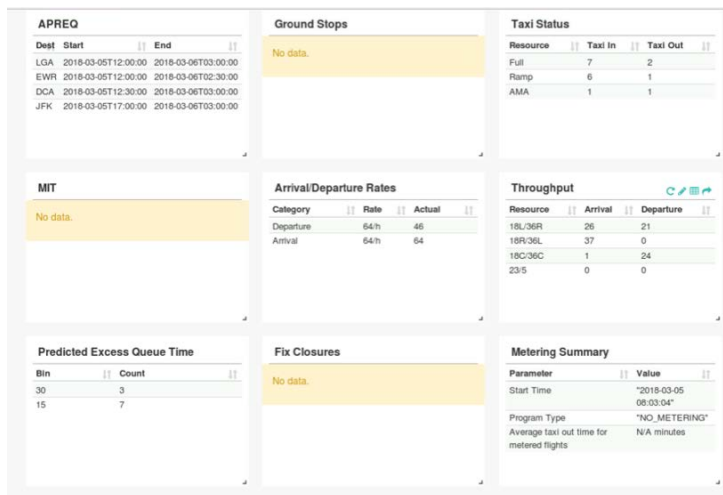 APREQ
Dest Start End
LGA 2018-03-05T12:00:00 2018-03-06T03:00:00
EWR 2018-03-05T12:30:00 2018-03-06T02:30:00
DCA 2018-03-05T12:30:00 2018-03-06T03:00:00
JFK 2018-03-05T17:00:00 2018-03-06T03:00:00
Ground Stops
No data.
Taxi Status
Resource Taxi In Taxi Out
Full 7 2
Ramp 6 1
AMA 1 1
MIT
No data.
Arrival/Departure Rates
Category Rate Actual
Departure 64/h 46
Arrival 64/h 64
Throughput
Resource Arrival Departure
18L/36R 26 21
18R/36L 37 0
18C/36C 1 24
23/5 0 0
Predicted Excess Queue Time
Bin Count
30 3
15 7
Fix Closures
No data.
Metering Summary
Parameter Value
Start Time "2018-03-05
08:03:04"
Program Type "NO_METERING"
Average taxi out time for N/A minutes
metered flights